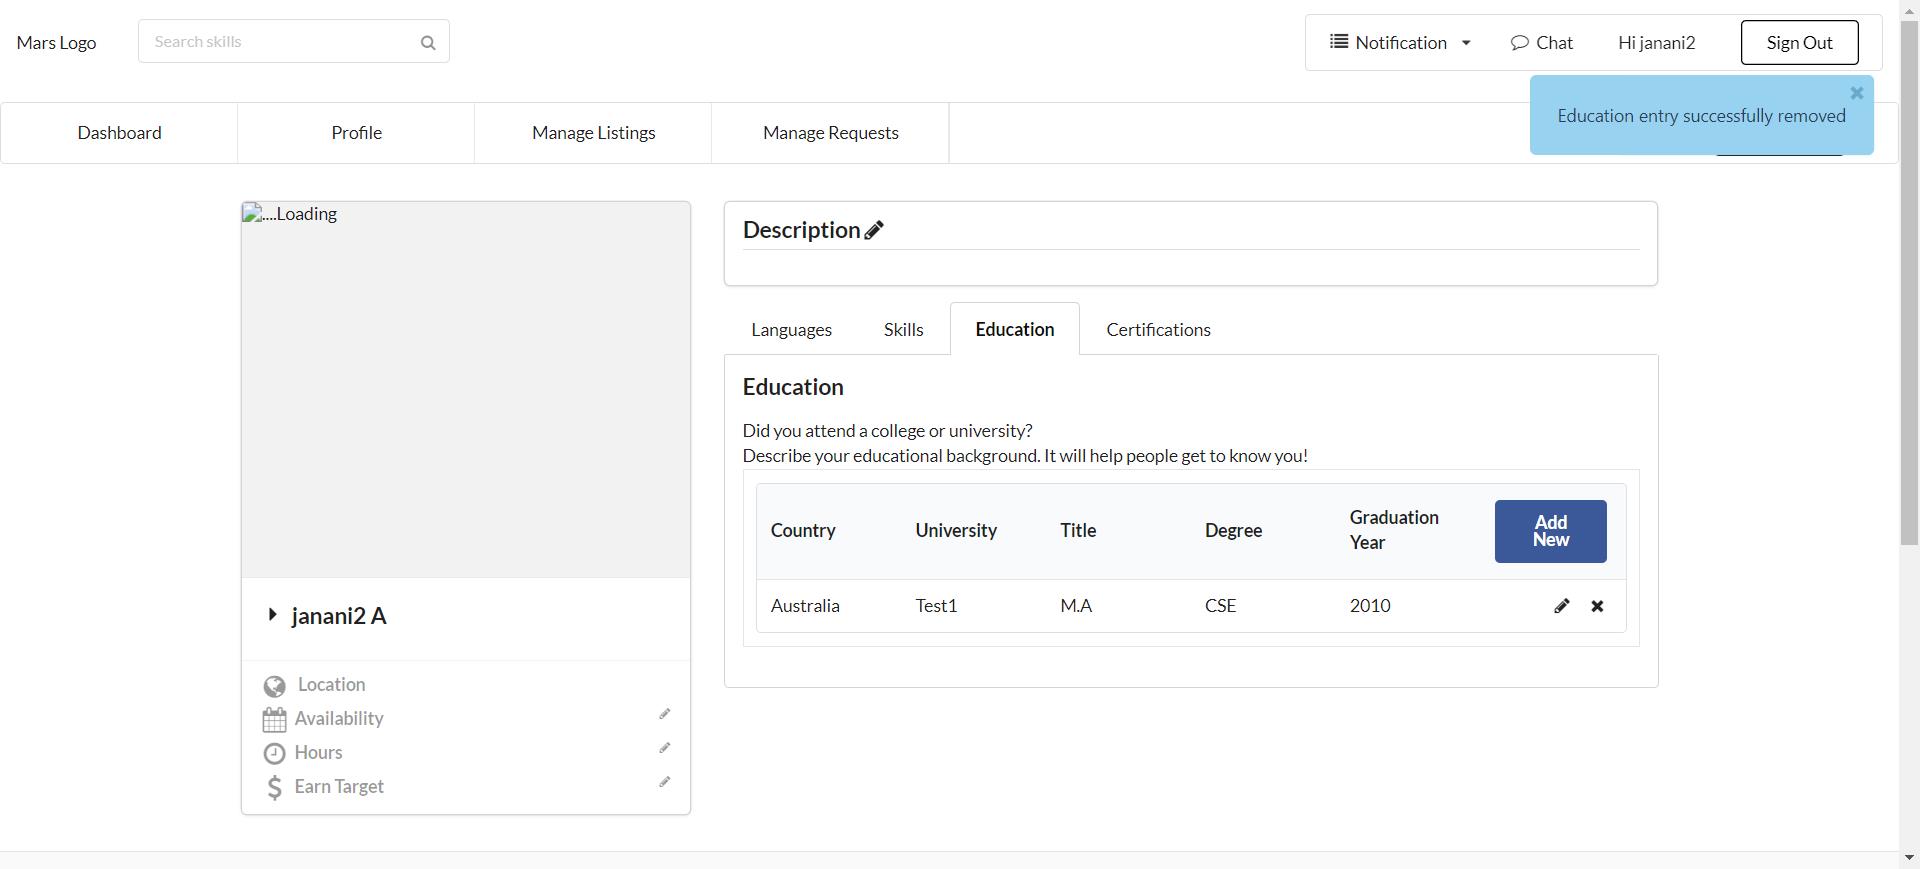 Mars Logo
Search skills
Notification
Chat
Hi janani2
Sign Out
Education entry successfully removed
Dashboard
Profile
Manage Listings
Manage Requests
....Loading
Description
Languages
Skills
Education
Certifications
Education
Did you attend a college or university?
Describe your educational background. It will help people get to know you!
Country
University
Title
Degree
Graduation
Year
Add
New
Australia
Test1
M.A
CSE
2010
janani2 A
Location
Availability
Hours
Earn Target